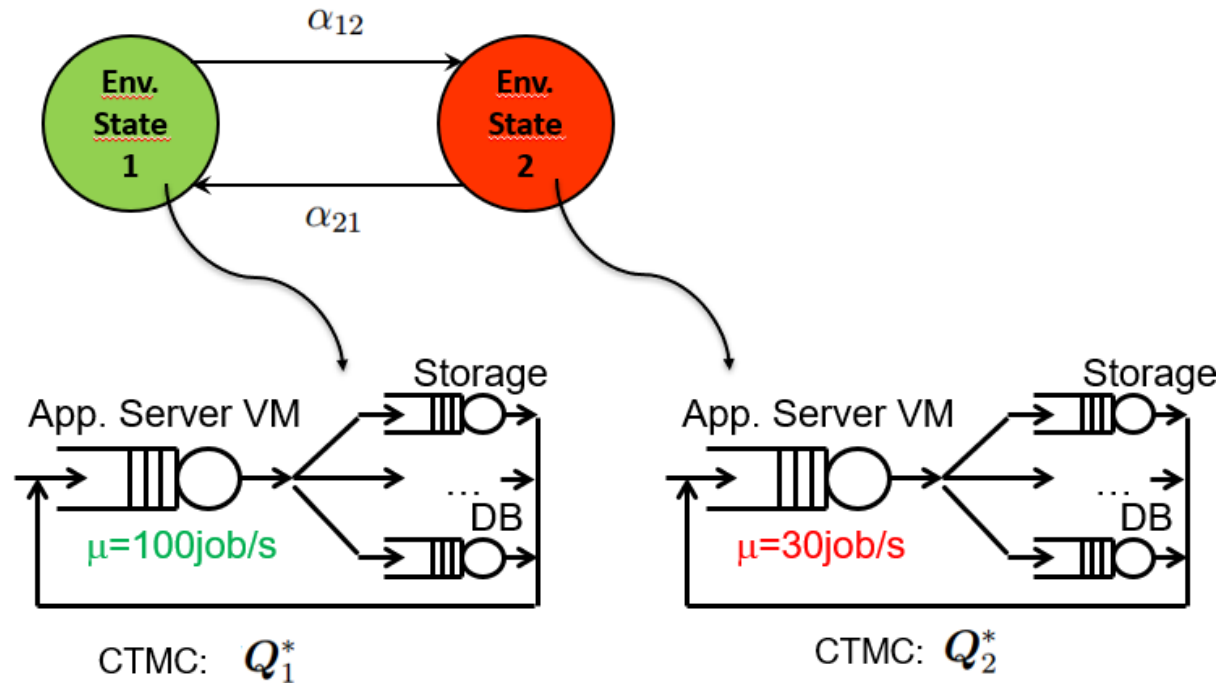 α₁₂
Env.
State
1
Env.
State
2
α₂₁
Storage
App. Server VM
...
DB
μ=100job/s
CTMC: Q₁*
Storage
App. Server VM
...
DB
μ=30job/s
CTMC: Q₂*